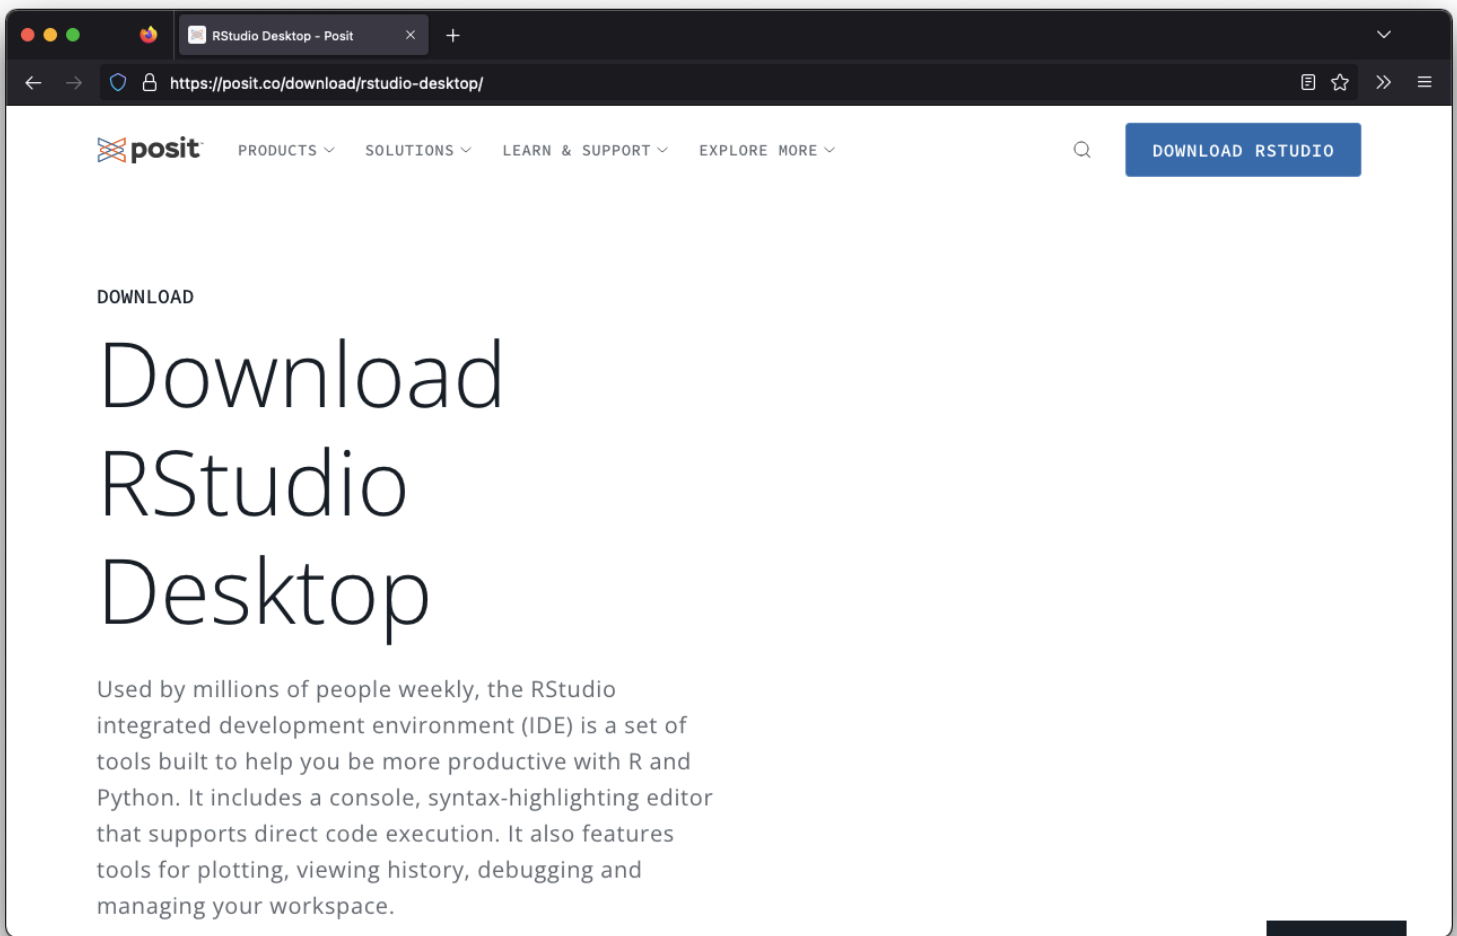 RStudio Desktop - Posit
https://posit.co/download/rstudio-desktop/
posit
PRODUCTS
SOLUTIONS
LEARN & SUPPORT
EXPLORE MORE
DOWNLOAD RSTUDIO
DOWNLOAD
Download
RStudio
Desktop
Used by millions of people weekly, the RStudio
integrated development environment (IDE) is a set of
tools built to help you be more productive with R and
Python. It includes a console, syntax-highlighting editor
that supports direct code execution. It also features
tools for plotting, viewing history, debugging and
managing your workspace.